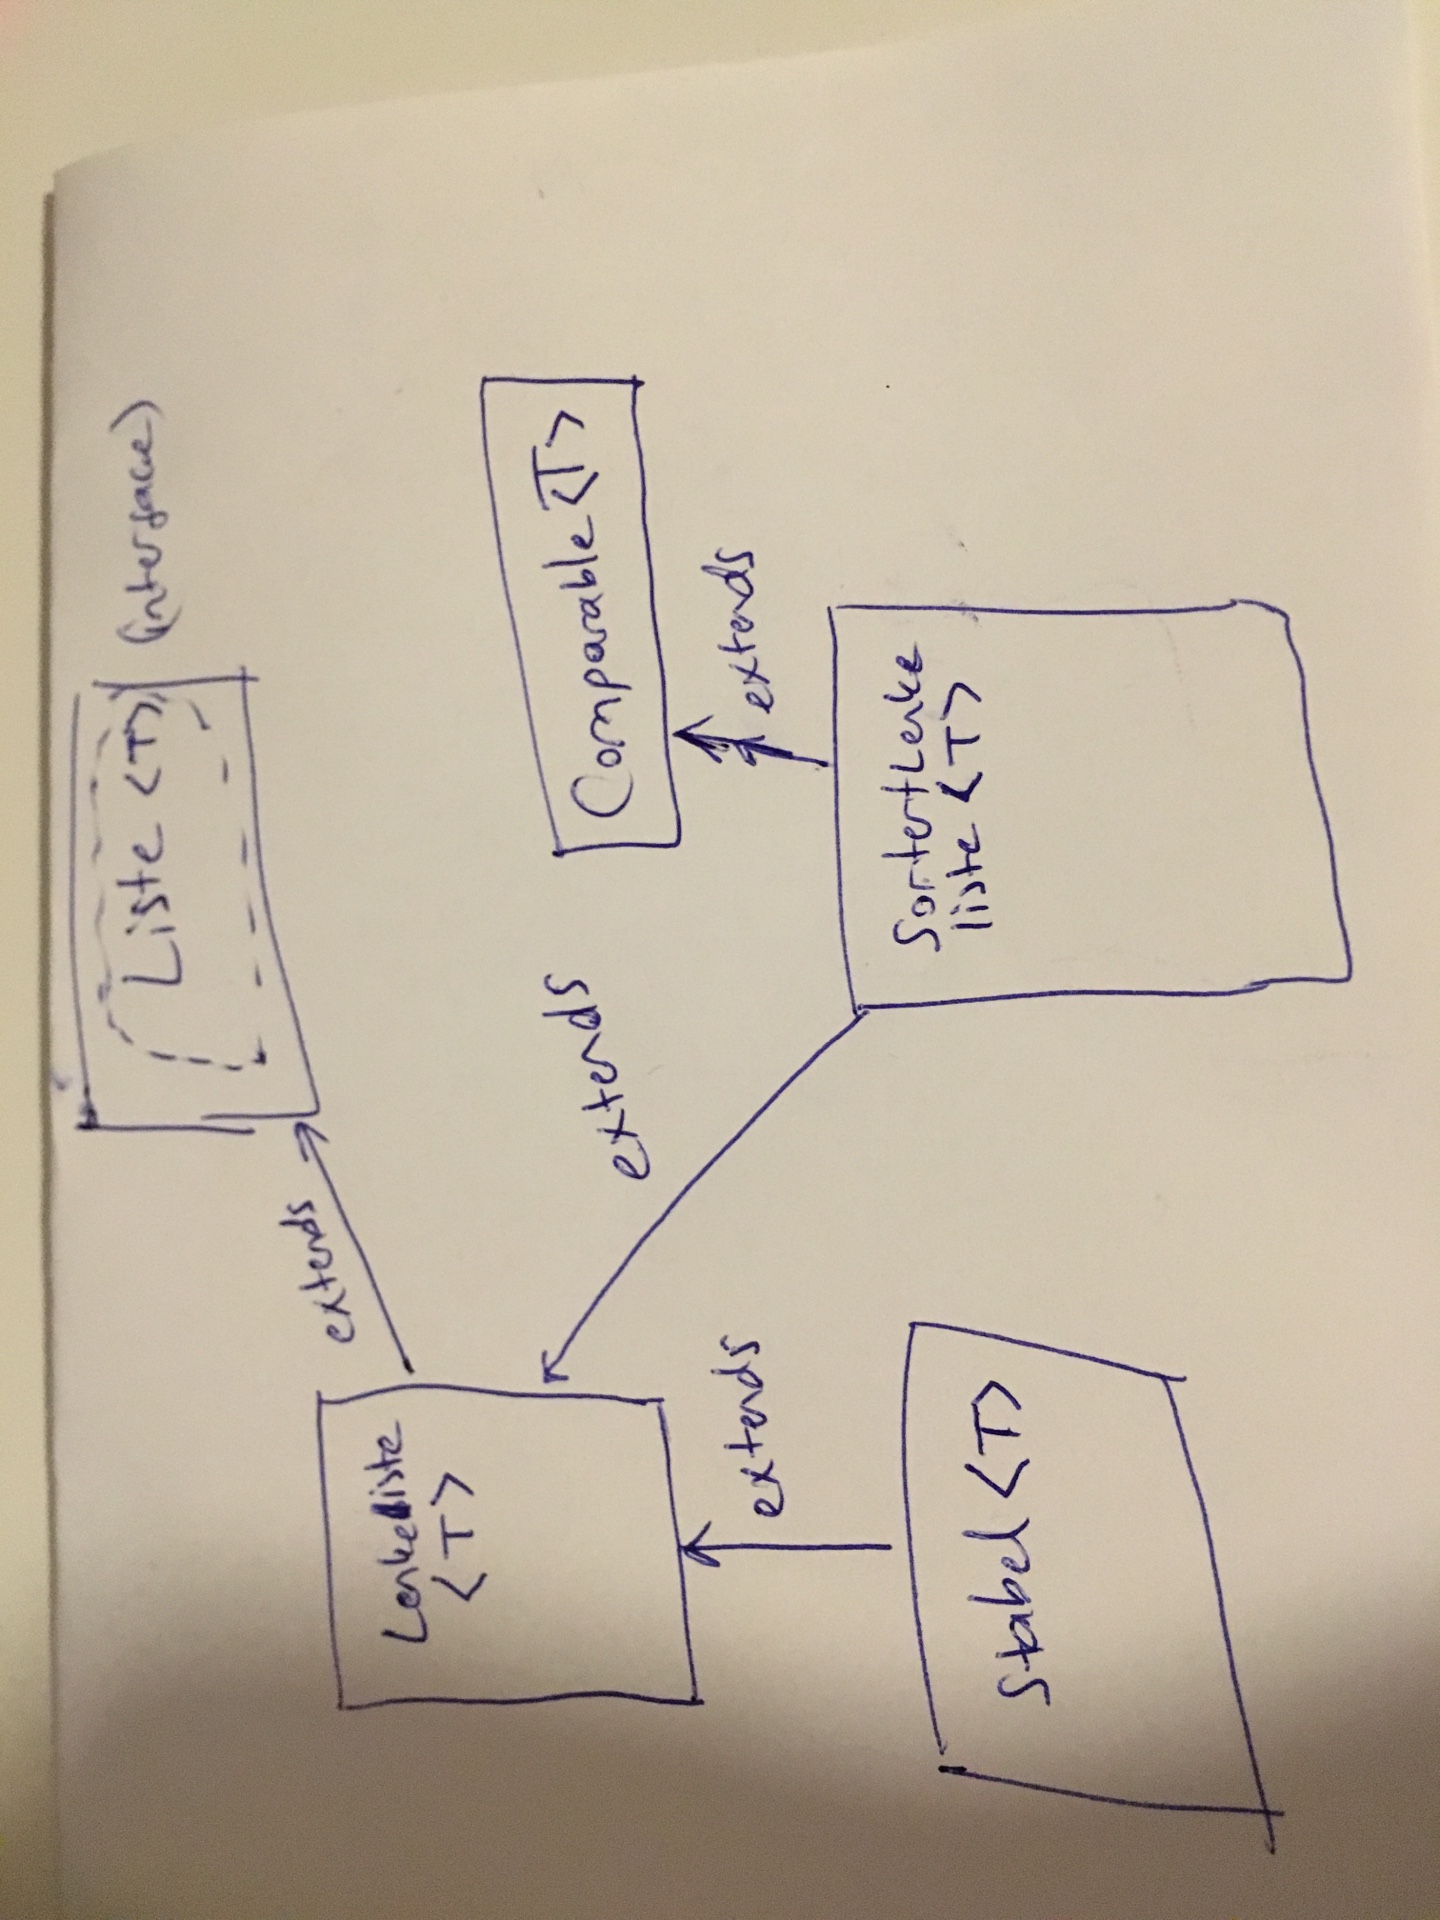 Liste <T> (interface)
extends
Lenkeliste
<T>
extends
Comparable <T>
extends
extends
Stabel <T>
SortertLenke
liste <T>